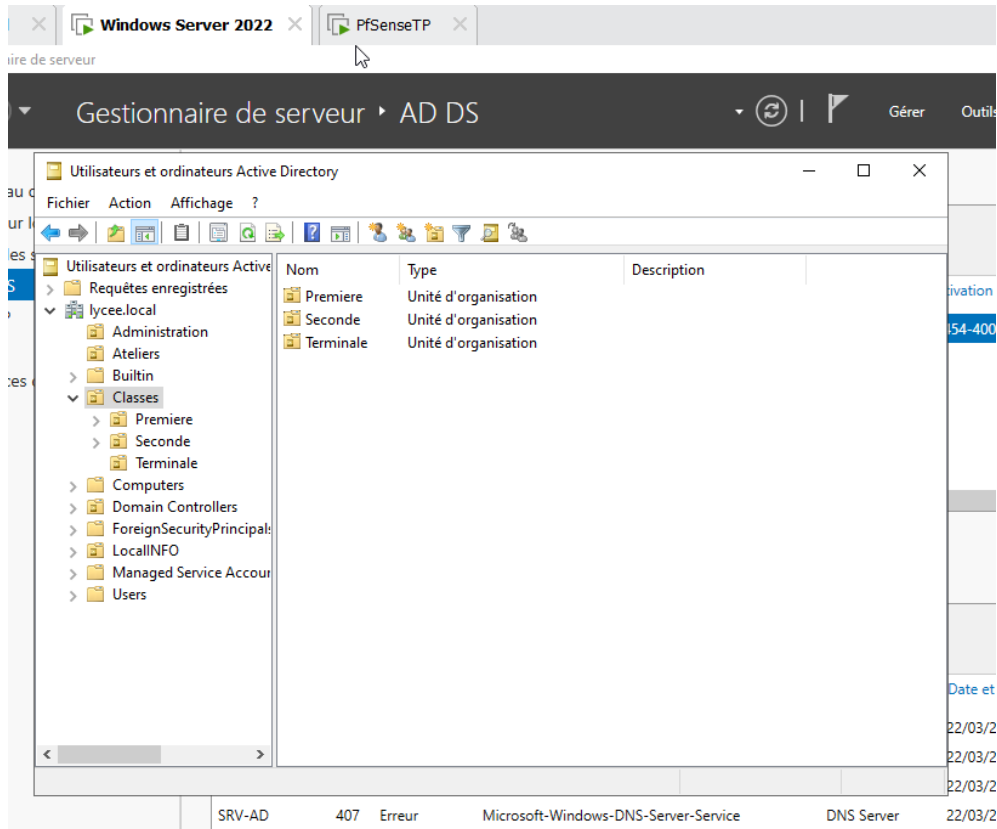 Windows Server 2022 PfSenseTP
ire de serveur
Gestionnaire de serveur AD DS Gérer Outils
Utilisateurs et ordinateurs Active Directory
Fichier Action Affichage ?
Utilisateurs et ordinateurs Active
Nom Type Description
Requêtes enregistrées
Premiere Unité d'organisation
lycee.local
Seconde Unité d'organisation
Administration
Terminale Unité d'organisation
Ateliers
Builtin
Classes
Premiere
Seconde
Terminale
Computers
Domain Controllers
ForeignSecurityPrincipals
LocalINFO
Managed Service Accour
Users
ivation
454-400
Date et
22/03/2
22/03/2
22/03/2
SRV-AD 407 Erreur Microsoft-Windows-DNS-Server-Service DNS Server 22/03/2